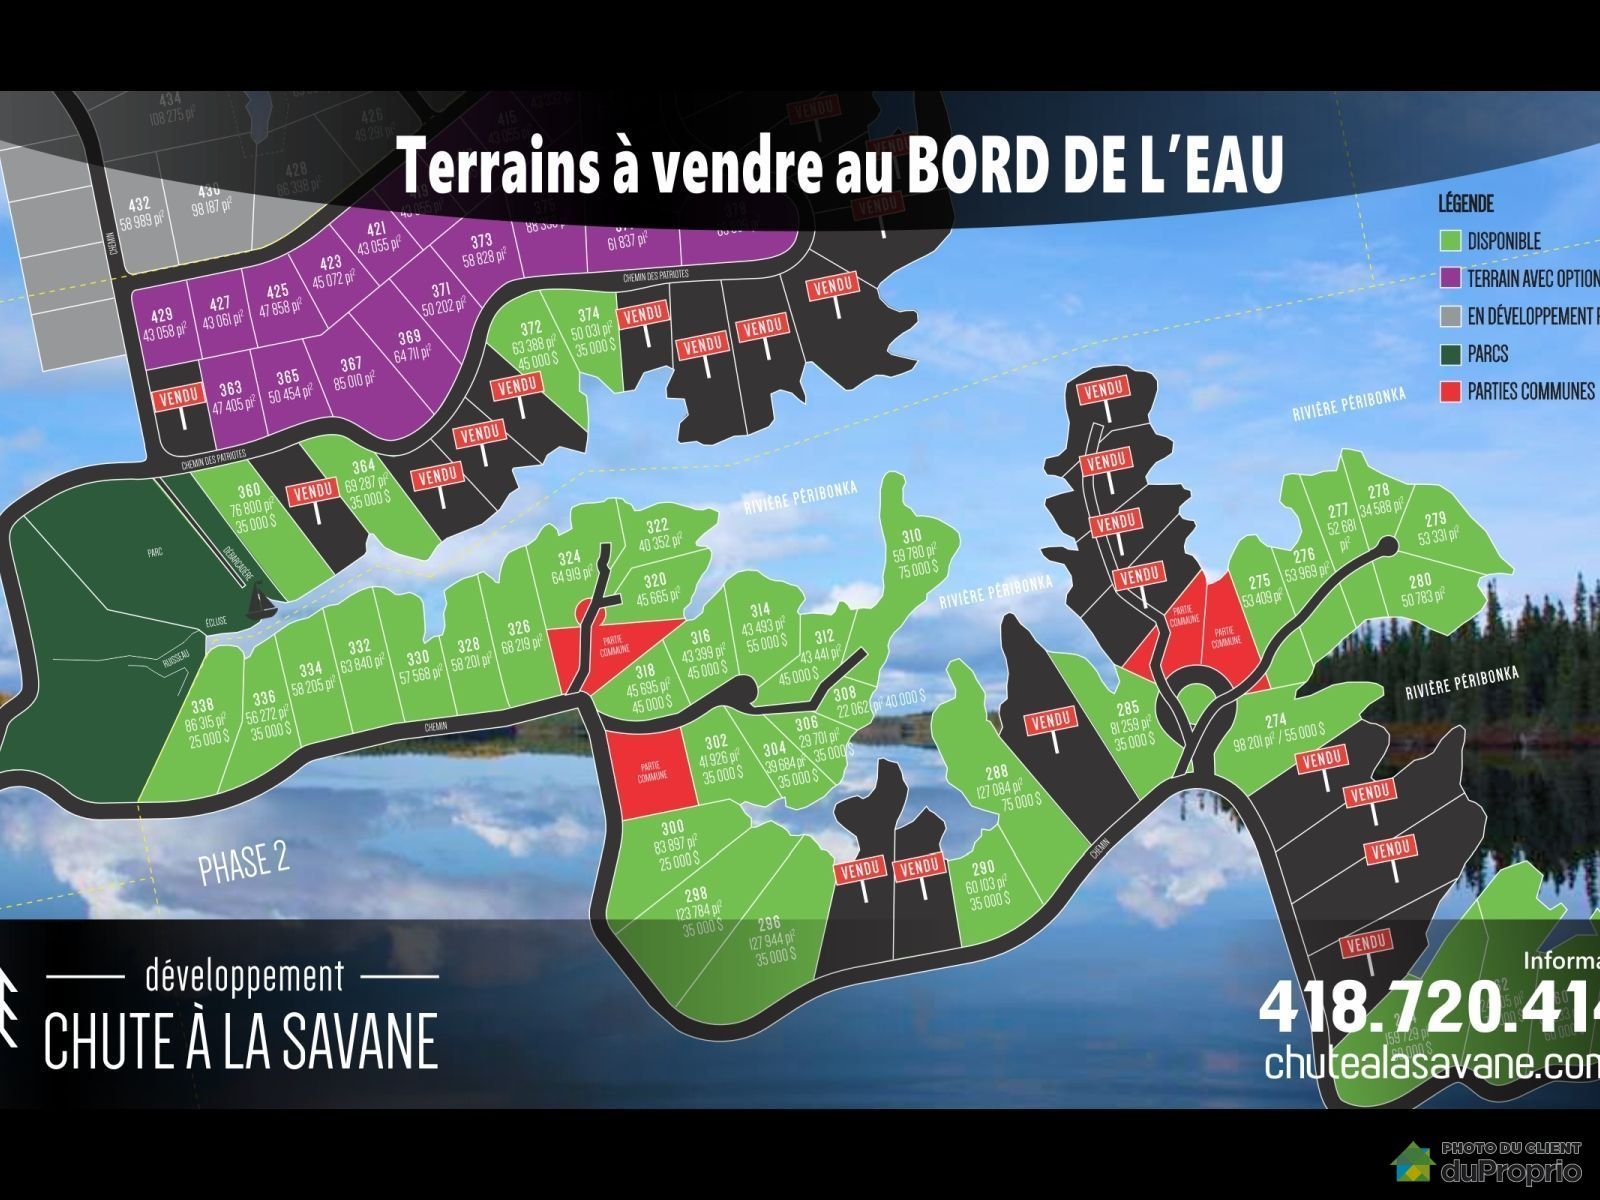 Terrains à vendre au BORD DE L'EAU
LÉGENDE
DISPONIBLE
TERRAIN AVEC OPTION
EN DÉVELOPPEMENT
PARCS
PARTIES COMMUNES
434
108 275 pi²
426
49 291 pi²
428
86 398 pi²
430
98 187 pi²
432
58 989 pi²
CHEMIN
415
43 055 pi²
421
43 055 pi²
423
45 072 pi²
425
47 858 pi²
427
43 061 pi²
429
43 058 pi²
373
58 828 pi²
371
50 202 pi²
369
64 711 pi²
367
85 010 pi²
365
50 454 pi²
363
47 405 pi²
61 837 pi²
VENDU
VENDU
VENDU
VENDU
CHEMIN DES PATRIOTES
372
63 388 pi²
45 000 $
374
50 031 pi²
35 000 $
VENDU
VENDU
VENDU
VENDU
VENDU
VENDU
VENDU
VENDU
CHEMIN DES PATRIOTES
360
76 800 pi²
35 000 $
364
69 287 pi²
35 000 $
PARC
DÉBARCADÈRE
ÉCLUSE
RUISSEAU
RIVIÈRE PÉRIBONKA
RIVIÈRE PÉRIBONKA
RIVIÈRE PÉRIBONKA
RIVIÈRE PÉRIBONKA
338
86 315 pi²
25 000 $
336
56 272 pi²
35 000 $
334
58 205 pi²
332
63 840 pi²
330
57 568 pi²
328
58 201 pi²
326
68 219 pi²
324
64 919 pi²
322
40 352 pi²
320
45 665 pi²
PARTIE
COMMUNE
318
45 695 pi²
45 000 $
316
43 399 pi²
45 000 $
314
43 493 pi²
55 000 $
312
43 441 pi²
45 000 $
310
59 780 pi²
75 000 $
308
22 062 pi² 40 000 $
306
29 701 pi²
35 000 $
304
39 684 pi²
35 000 $
302
41 926 pi²
35 000 $
PARTIE
COMMUNE
CHEMIN
300
83 897 pi²
25 000 $
298
123 784 pi²
35 000 $
296
127 944 pi²
35 000 $
VENDU
VENDU
290
60 103 pi²
35 000 $
288
127 084 pi²
75 000 $
VENDU
285
81 259 pi²
35 000 $
CHEMIN
VENDU
VENDU
VENDU
VENDU
PARTIE
COMMUNE
PARTIE
COMMUNE
275
53 409 pi²
276
53 969 pi²
277
52 681
pi²
278
34 588 pi²
279
53 331 pi²
280
50 783 pi²
274
98 201 pi² / 55 000 $
VENDU
VENDU
VENDU
VENDU
PHASE 2
développement
CHUTE À LA SAVANE
159 729 pi²
Informa
418.720.414
chutealasavane.com
PHOTO DU CLIENT
duProprio